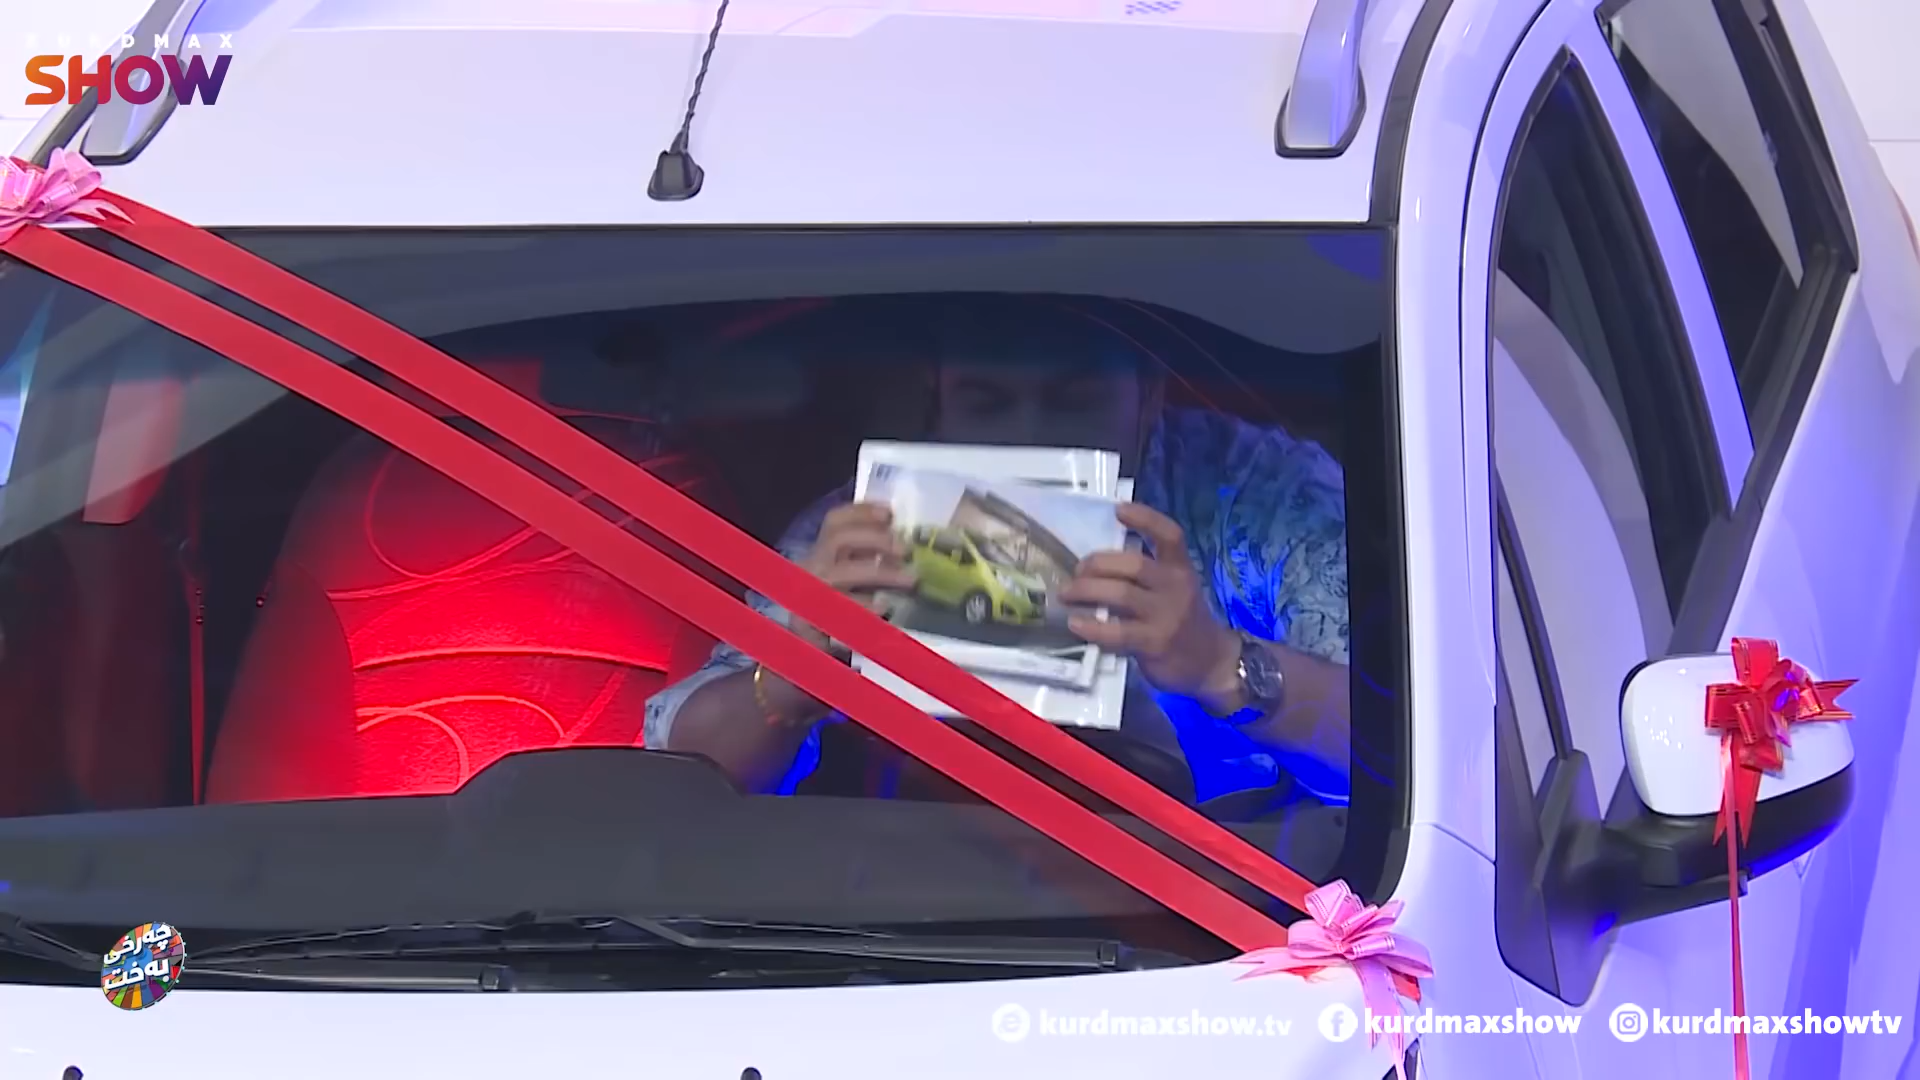 KURDMAX
SHOW
چەرخی
بەخت
kurdmaxshow.tv
kurdmaxshow
kurdmaxshowtv